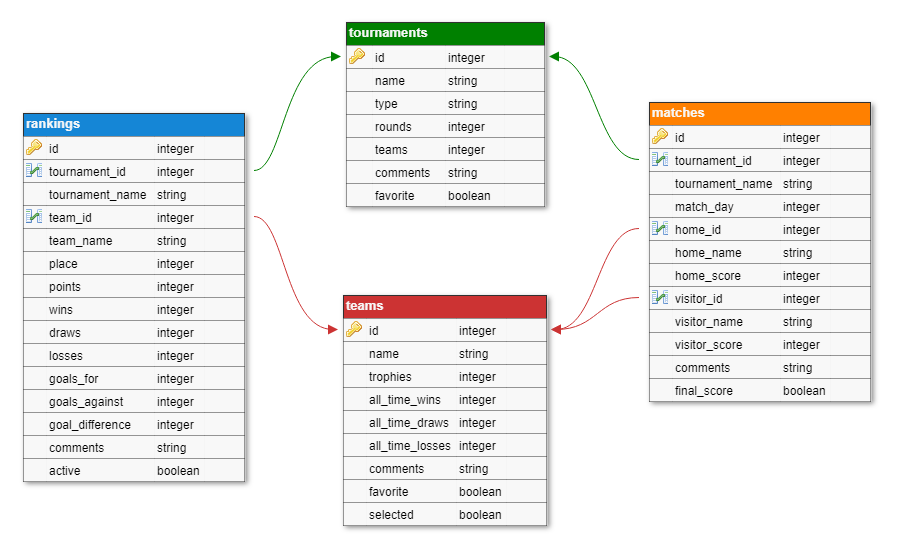 tournaments
id integer
name string
type string
rounds integer
teams integer
comments string
favorite boolean
rankings
id integer
tournament_id integer
tournament_name string
team_id integer
team_name string
place integer
points integer
wins integer
draws integer
losses integer
goals_for integer
goals_against integer
goal_difference integer
comments string
active boolean
matches
id integer
tournament_id integer
tournament_name string
match_day integer
home_id integer
home_name string
home_score integer
visitor_id integer
visitor_name string
visitor_score integer
comments string
final_score boolean
teams
id integer
name string
trophies integer
all_time_wins integer
all_time_draws integer
all_time_losses integer
comments string
favorite boolean
selected boolean